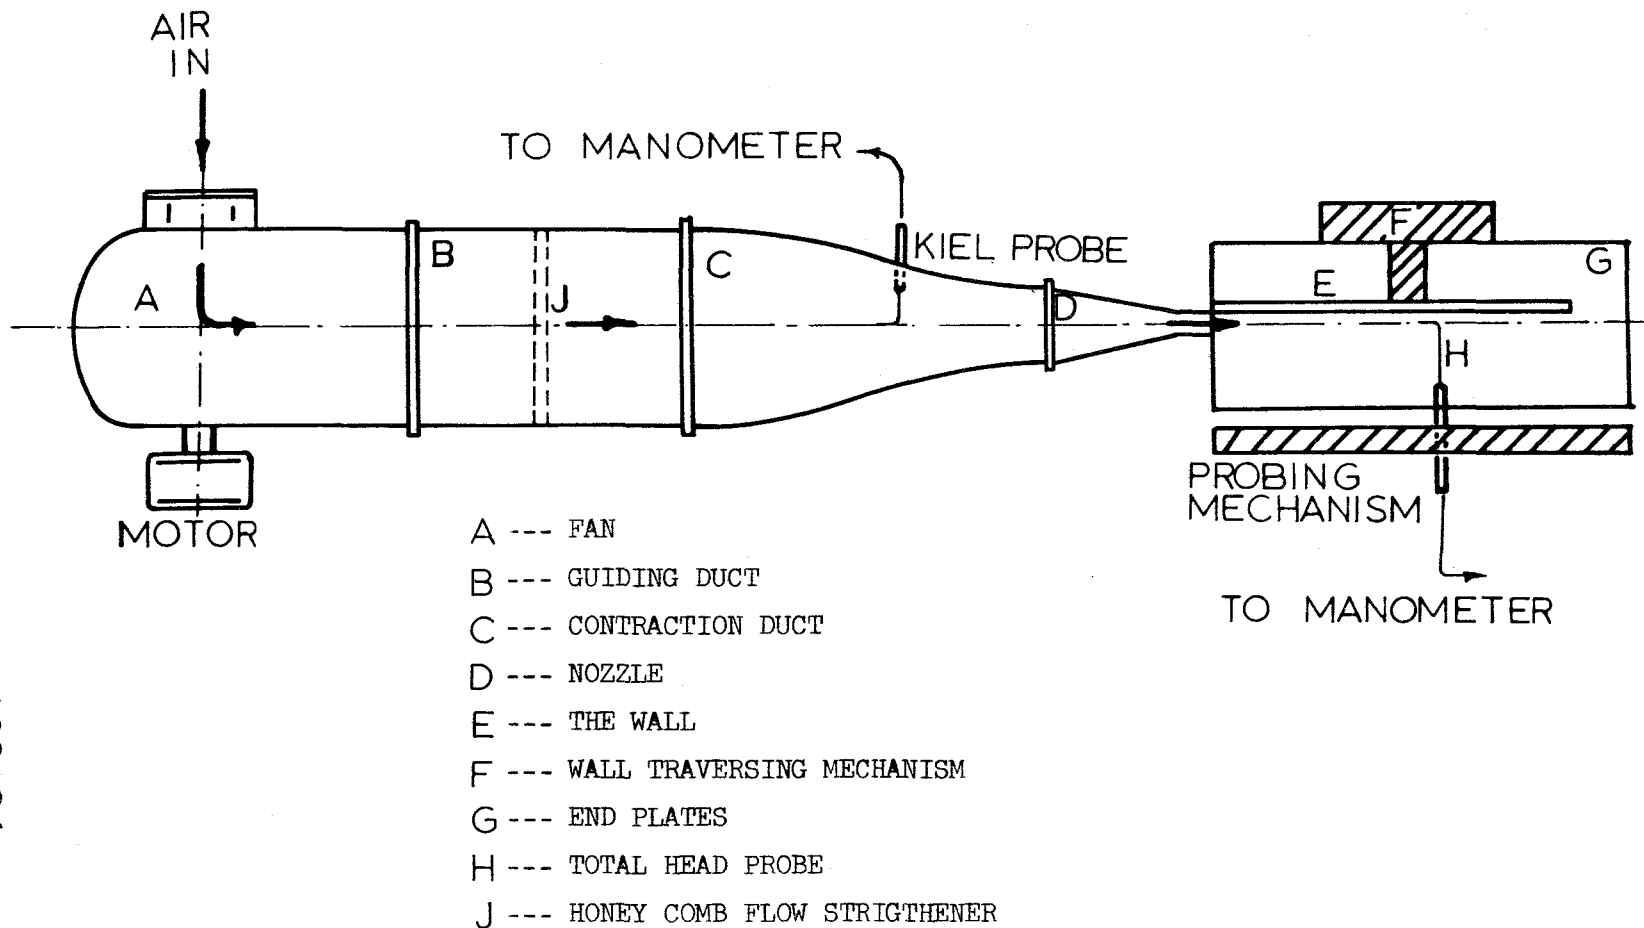 AIR
IN
TO MANOMETER
KIEL PROBE
A
B
J
C
D
E
F
G
H
MOTOR
PROBING
MECHANISM
TO MANOMETER
A --- FAN
B --- GUIDING DUCT
C --- CONTRACTION DUCT
D --- NOZZLE
E --- THE WALL
F --- WALL TRAVERSING MECHANISM
G --- END PLATES
H --- TOTAL HEAD PROBE
J --- HONEY COMB FLOW STRIGTHENER